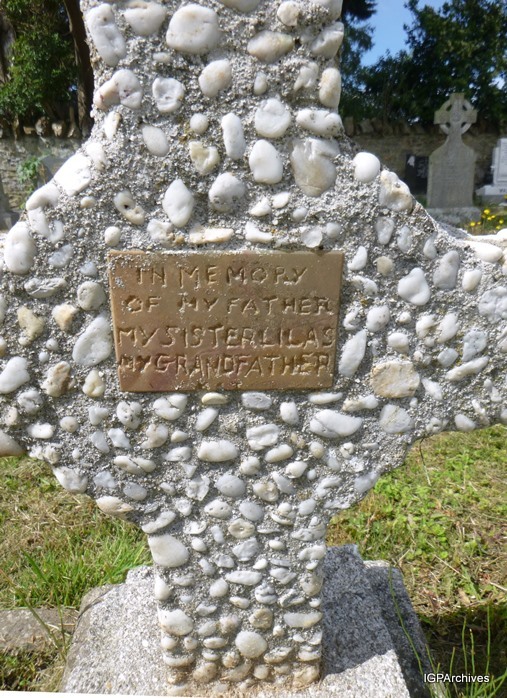 IN MEMORY
OF MY FATHER
MY SISTER LILAS
MY GRANDFATHER
IGPArchives